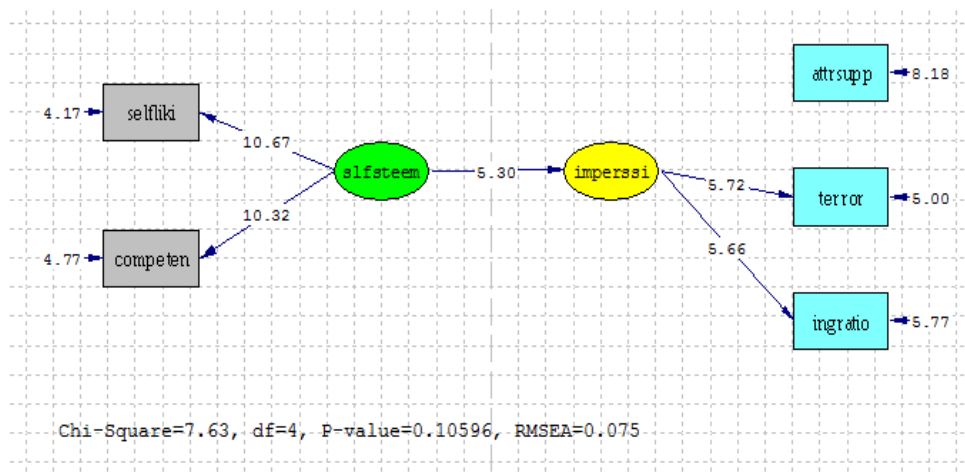 attrsupp
8.18
4.17
selfliki
10.67
slfsteem
5.30
imperssi
5.72
terror
5.00
10.32
5.66
4.77
competen
ingratio
5.77
Chi-Square=7.63, df=4, P-value=0.10596, RMSEA=0.075